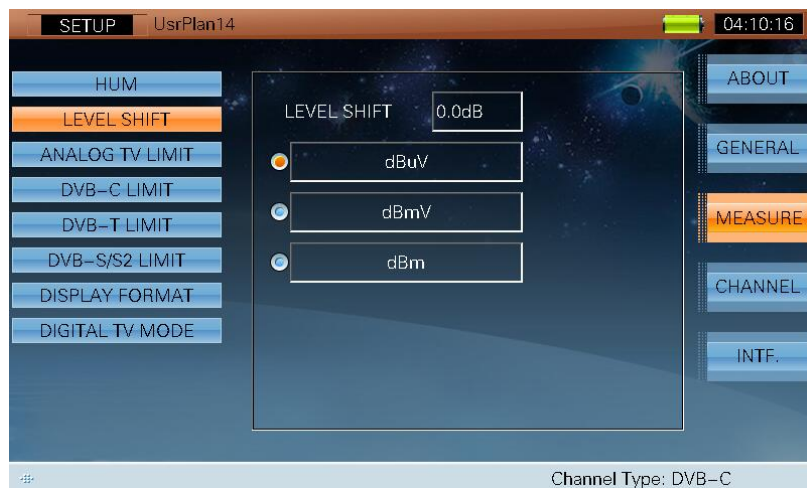 SETUP UsrPlan14 04:10:16
HUM
LEVEL SHIFT
ANALOG TV LIMIT
DVB-C LIMIT
DVB-T LIMIT
DVB-S/S2 LIMIT
DISPLAY FORMAT
DIGITAL TV MODE
LEVEL SHIFT 0.0dB
dBuV
dBmV
dBm
ABOUT
GENERAL
MEASURE
CHANNEL
INTF.
Channel Type: DVB-C